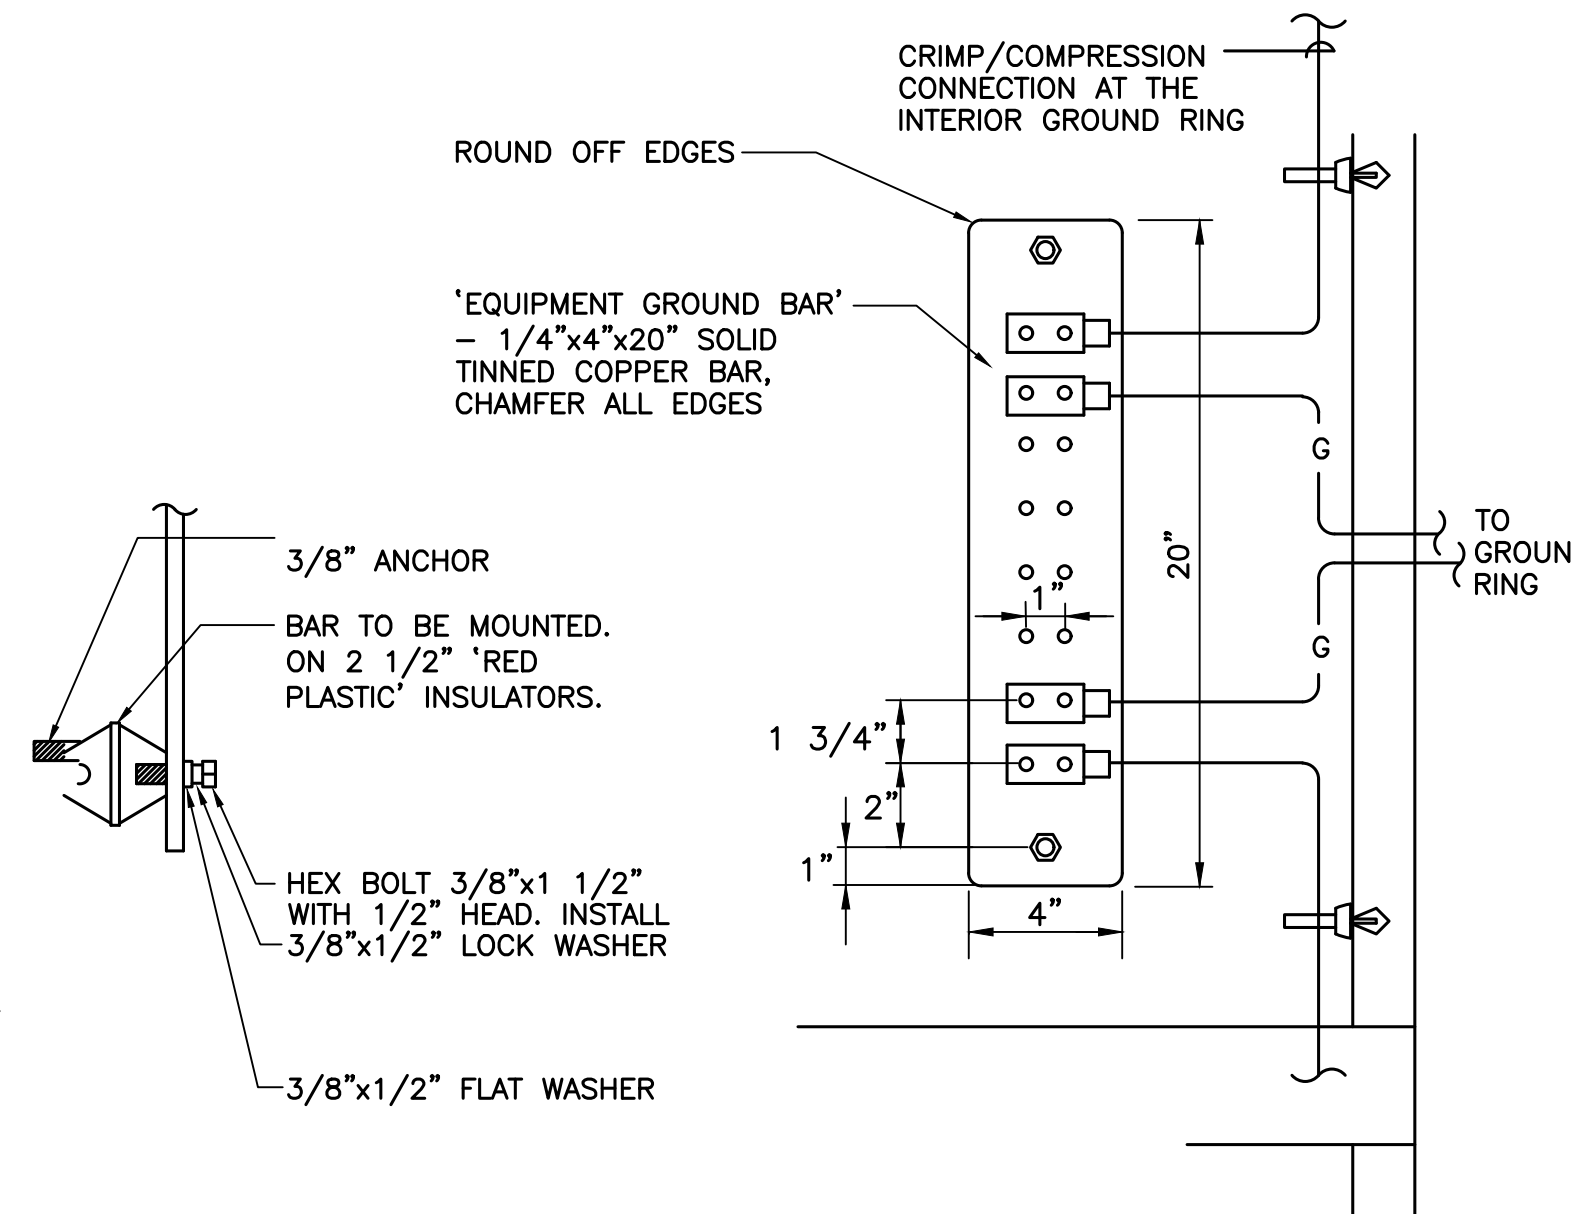 CRIMP/COMPRESSION
CONNECTION AT THE
INTERIOR GROUND RING
ROUND OFF EDGES
‘EQUIPMENT GROUND BAR’
– 1/4”x4”x20” SOLID
TINNED COPPER BAR,
CHAMFER ALL EDGES
G
20”
TO
GROUN
RING
3/8” ANCHOR
1”
BAR TO BE MOUNTED.
ON 2 1/2” ‘RED
PLASTIC’ INSULATORS.
G
1 3/4”
2”
1”
4”
HEX BOLT 3/8”x1 1/2”
WITH 1/2” HEAD. INSTALL
3/8”x1/2” LOCK WASHER
3/8”x1/2” FLAT WASHER